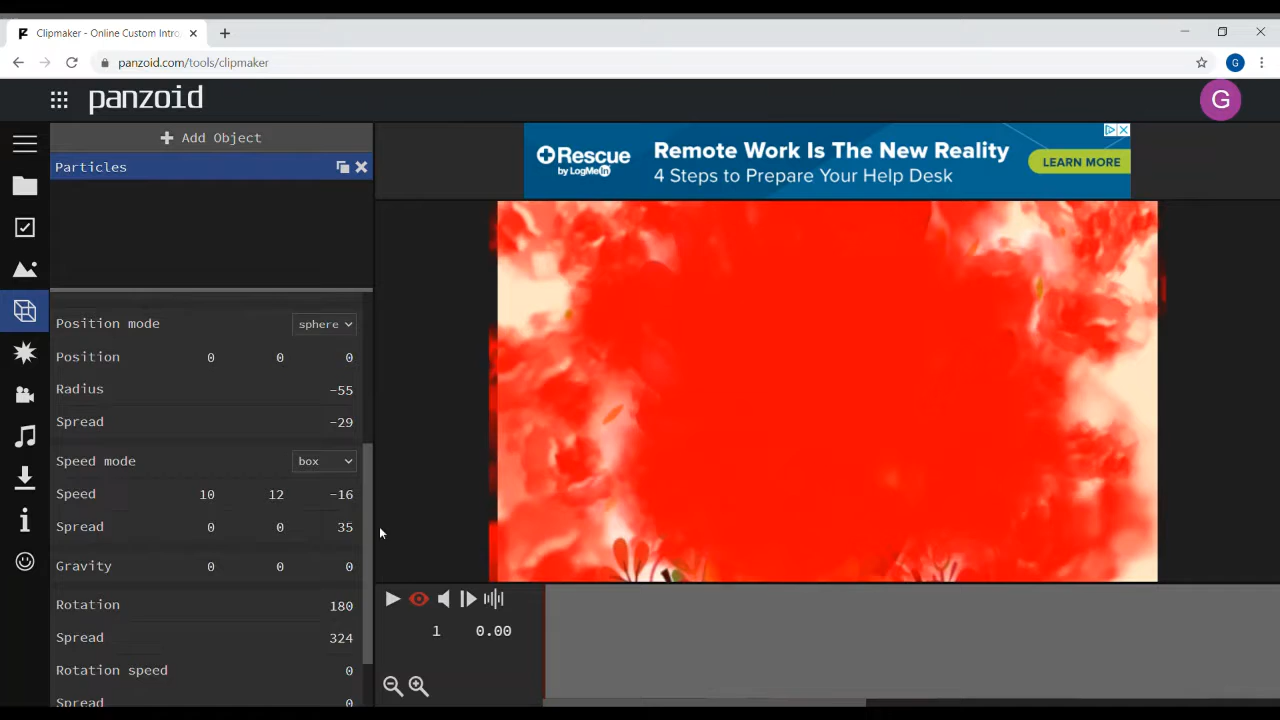 Clipmaker - Online Custom Intro
panzoid.com/tools/clipmaker
G
panzoid
G
Add Object
Particles
Rescue
by LogMeIn
Remote Work Is The New Reality
4 Steps to Prepare Your Help Desk
LEARN MORE
Position mode sphere
Position 0 0 0
Radius -55
Spread -29
Speed mode box
Speed 10 12 -16
Spread 0 0 35
Gravity 0 0 0
Rotation 180
Spread 324
Rotation speed 0
Spread 0
1 0.00